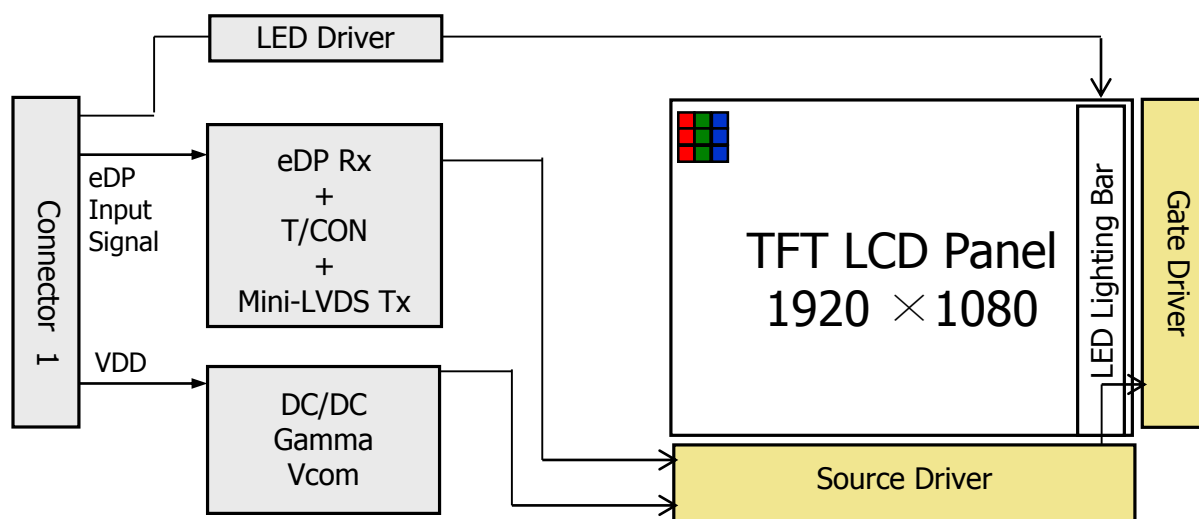 LED Driver
Connector 1
eDP
Input
Signal
eDP Rx
+
T/CON
+
Mini-LVDS Tx
VDD
DC/DC
Gamma
Vcom
TFT LCD Panel
1920 ×1080
LED Lighting Bar
Gate Driver
Source Driver